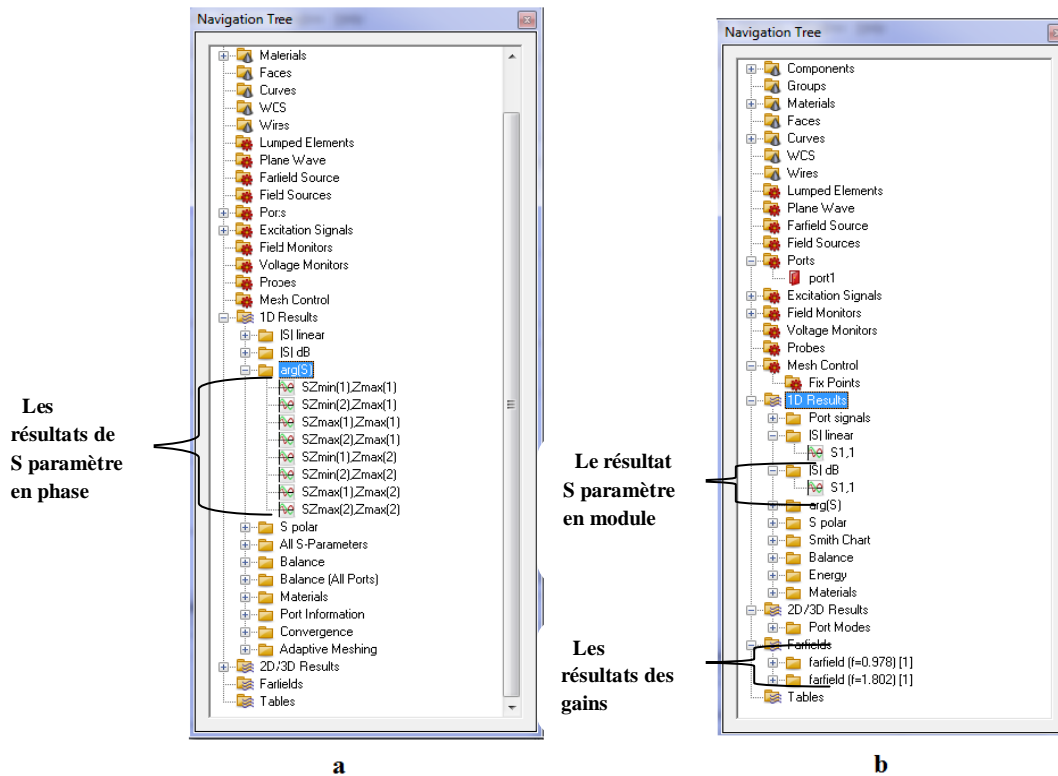 Navigation Tree
Materials
Faces
Curves
WCS
Wires
Lumped Elements
Plane Wave
Farfield Source
Field Sources
Ports
Excitation Signals
Field Monitors
Voltage Monitors
Probes
Mesh Control
1D Results
|S| linear
|S| dB
arg(S)
SZmin(1),Zmax(1)
SZmin(2),Zmax(1)
SZmax(1),Zmax(1)
SZmax(2),Zmax(1)
SZmin(1),Zmax(2)
SZmin(2),Zmax(2)
SZmax(1),Zmax(2)
SZmax(2),Zmax(2)
S polar
All S-Parameters
Balance
Balance (All Ports)
Materials
Port Information
Convergence
Adaptive Meshing
2D/3D Results
Farfields
Tables
Les
résultats de
S paramètre
en phase
a
Navigation Tree
Components
Groups
Materials
Faces
Curves
WCS
Wires
Lumped Elements
Plane Wave
Farfield Source
Field Sources
Ports
port1
Excitation Signals
Field Monitors
Voltage Monitors
Probes
Mesh Control
Fix Points
1D Results
Port signals
|S| linear
S1,1
|S| dB
S1,1
arg(S)
S polar
Smith Chart
Balance
Energy
Materials
2D/3D Results
Port Modes
Farfields
farfield (f=0.978) [1]
farfield (f=1.802) [1]
Tables
Le résultat
S paramètre
en module
Les
résultats des
gains
b